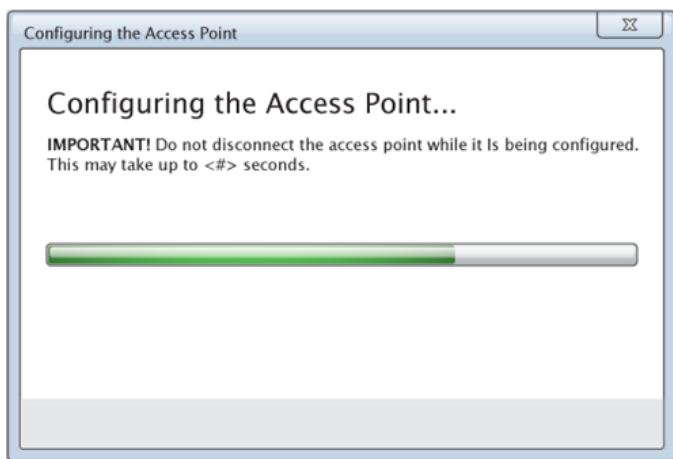 Configuring the Access Point
Configuring the Access Point...
IMPORTANT! Do not disconnect the access point while it Is being configured.
This may take up to <#> seconds.